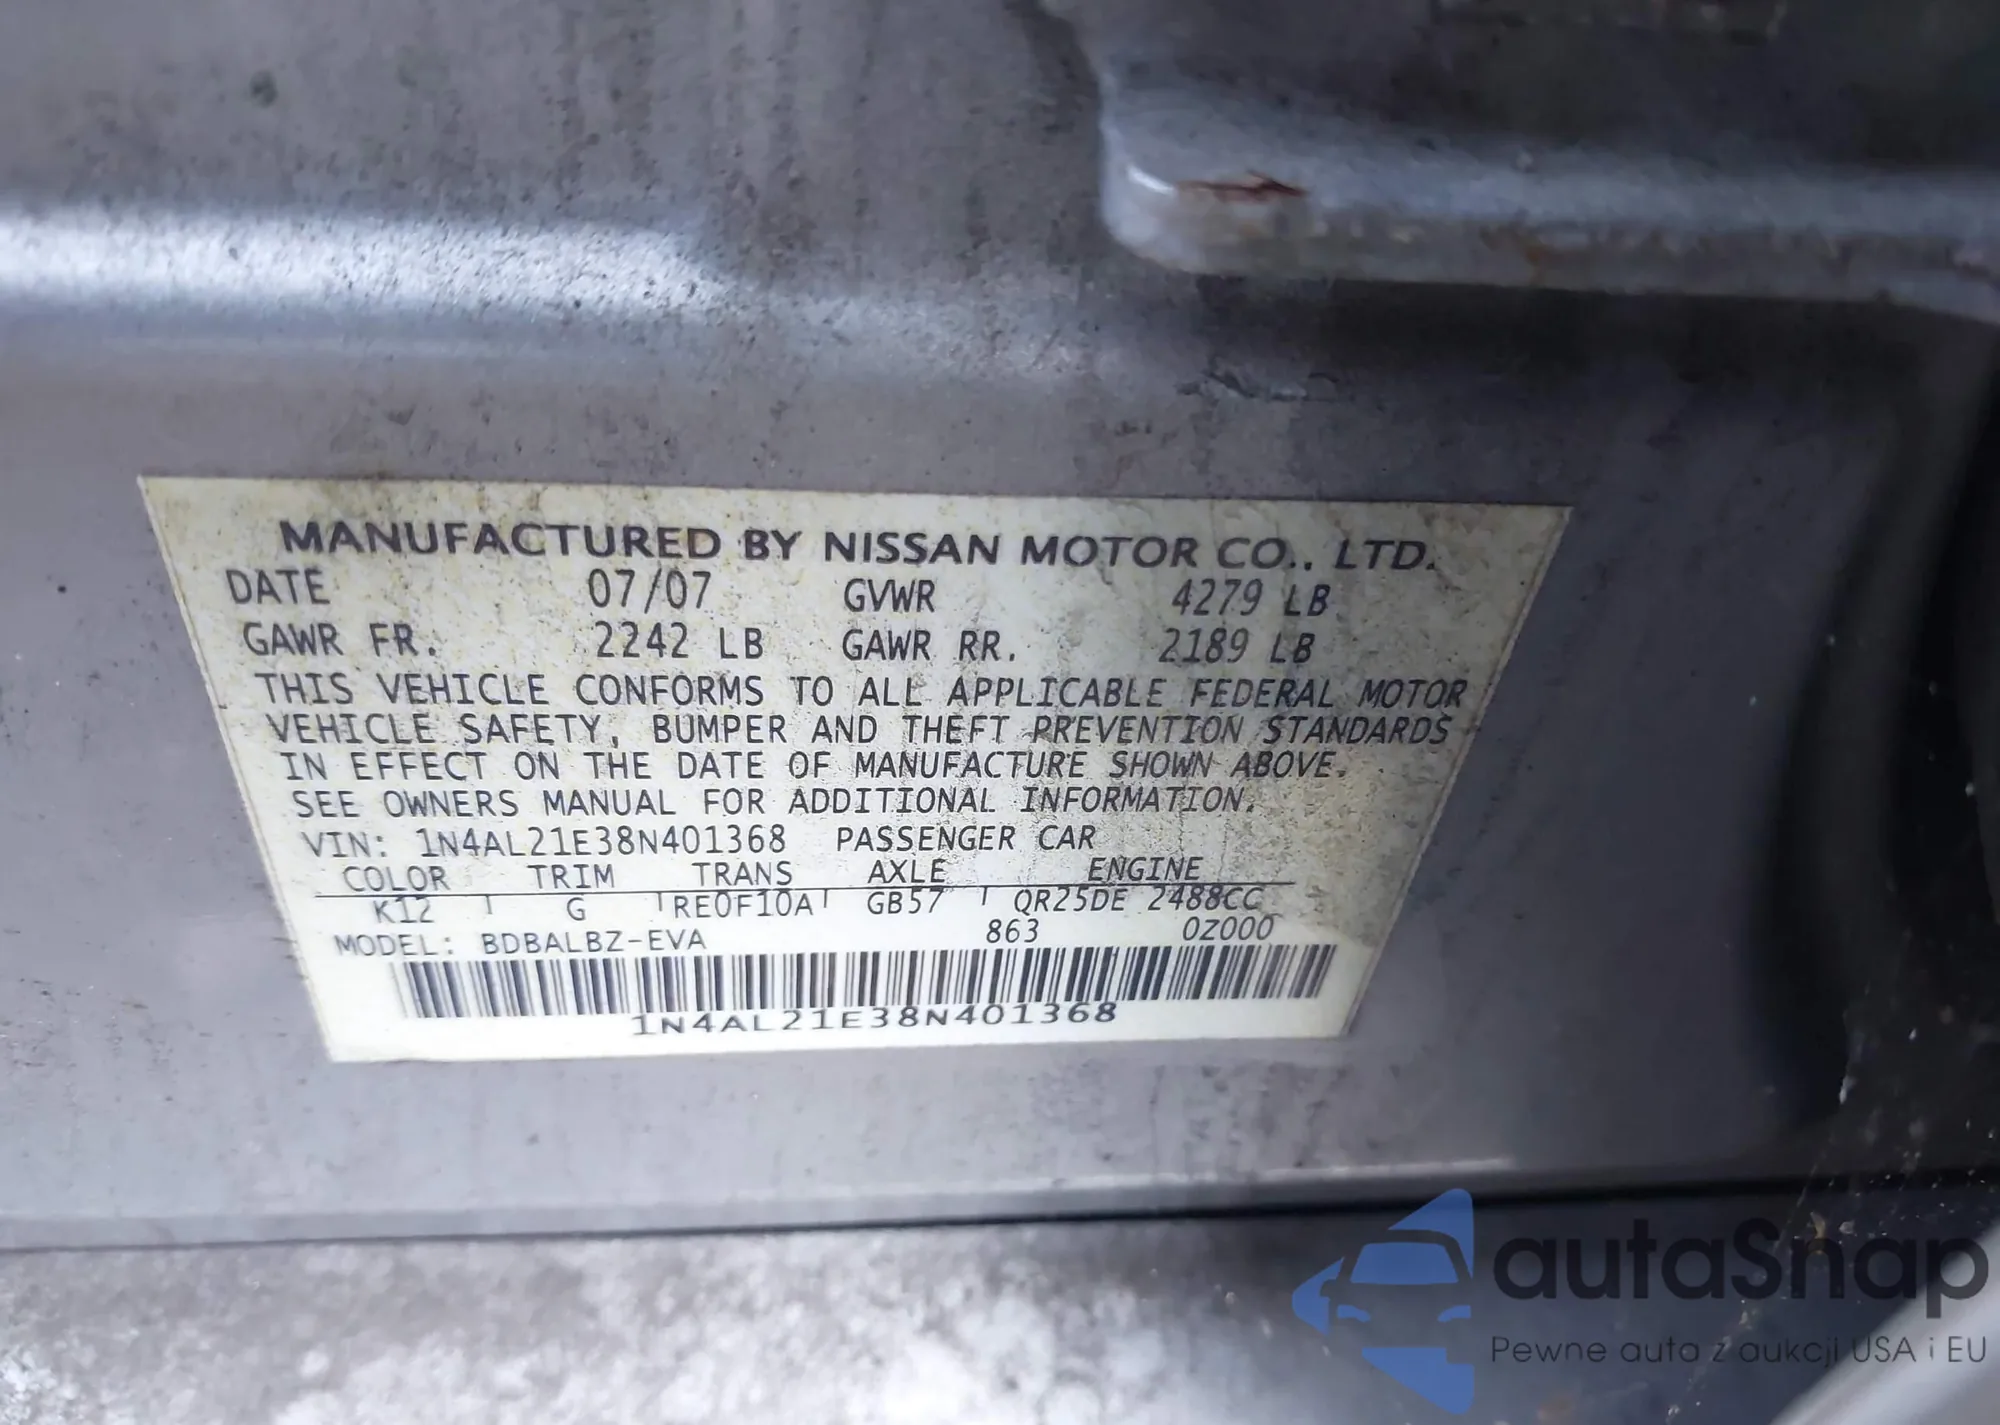 MANUFACTURED BY NISSAN MOTOR CO., LTD.
DATE 07/07 GVWR 4279 LB
GAWR FR. 2242 LB GAWR RR. 2189 LB
THIS VEHICLE CONFORMS TO ALL APPLICABLE FEDERAL MOTOR
VEHICLE SAFETY, BUMPER AND THEFT PREVENTION STANDARDS
IN EFFECT ON THE DATE OF MANUFACTURE SHOWN ABOVE.
SEE OWNERS MANUAL FOR ADDITIONAL INFORMATION.
VIN: 1N4AL21E38N401368 PASSENGER CAR
COLOR TRIM TRANS AXLE ENGINE
K12 G RE0F10A GB57 QR25DE 2488CC
MODEL: BDBALBZ-EVA 863 0Z000
1N4AL21E38N401368
autaSnap
Pewne auta z aukcji USA i EU